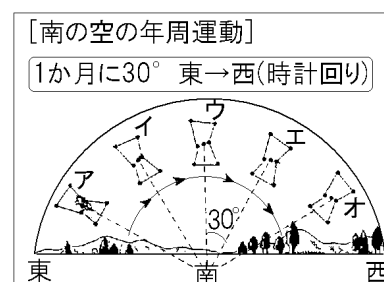 [南の空の年周運動]
1か月に30° 東→西(時計回り)
ウ
イ
エ
ア
オ
30°
東
南
西